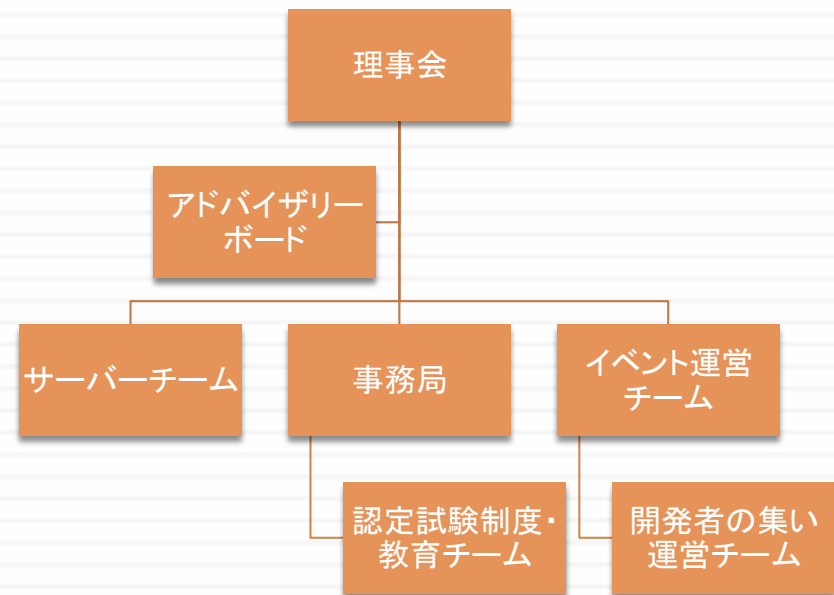 理事会
アドバイザリー
ボード
サーバーチーム
事務局
イベント運営
チーム
認定試験制度・
教育チーム
開発者の集い
運営チーム